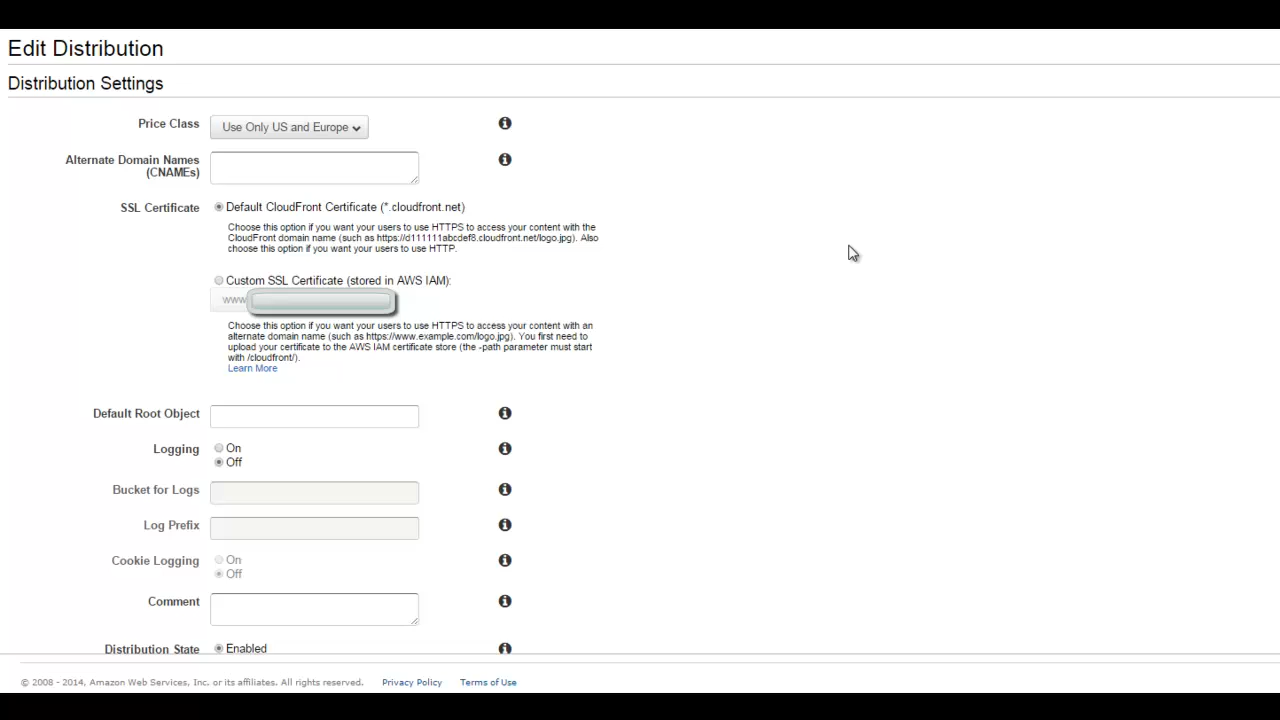 Edit Distribution
Distribution Settings
Price Class
Use Only US and Europe
Alternate Domain Names
(CNAMEs)
SSL Certificate
Default CloudFront Certificate (*.cloudfront.net)
Choose this option if you want your users to use HTTPS to access your content with the
CloudFront domain name (such as https://d111111abcdef8.cloudfront.net/logo.jpg). Also
choose this option if you want your users to use HTTP.
Custom SSL Certificate (stored in AWS IAM):
www
Choose this option if you want your users to use HTTPS to access your content with an
alternate domain name (such as https://www.example.com/logo.jpg). You first need to
upload your certificate to the AWS IAM certificate store (the -path parameter must start
with /cloudfront/).
Learn More
Default Root Object
Logging
On
Off
Bucket for Logs
Log Prefix
Cookie Logging
On
Off
Comment
Distribution State
Enabled
© 2008 - 2014, Amazon Web Services, Inc. or its affiliates. All rights reserved. Privacy Policy Terms of Use